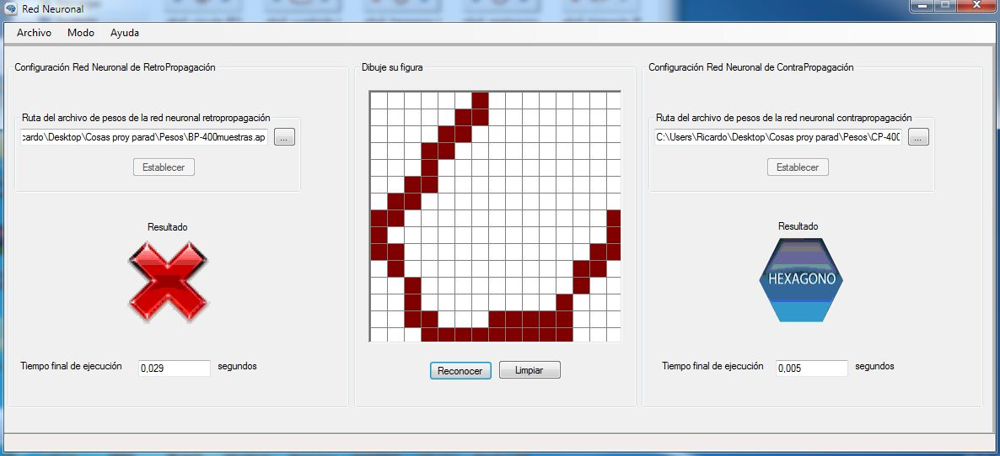 Red Neuronal
Archivo Modo Ayuda
Configuración Red Neuronal de RetroPropagación
Ruta del archivo de pesos de la red neuronal retropropagación
cardo\Desktop\Cosas proy parad\Pesos\BP-400muestras.ap
...
Establecer
Resultado
Tiempo final de ejecución 0,029 segundos
Dibuje su figura
Reconocer Limpiar
Configuración Red Neuronal de ContraPropagación
Ruta del archivo de pesos de la red neuronal contrapropagación
C:\Users\Ricardo\Desktop\Cosas proy parad\Pesos\CP-400
...
Establecer
Resultado
HEXAGONO
Tiempo final de ejecución 0,005 segundos